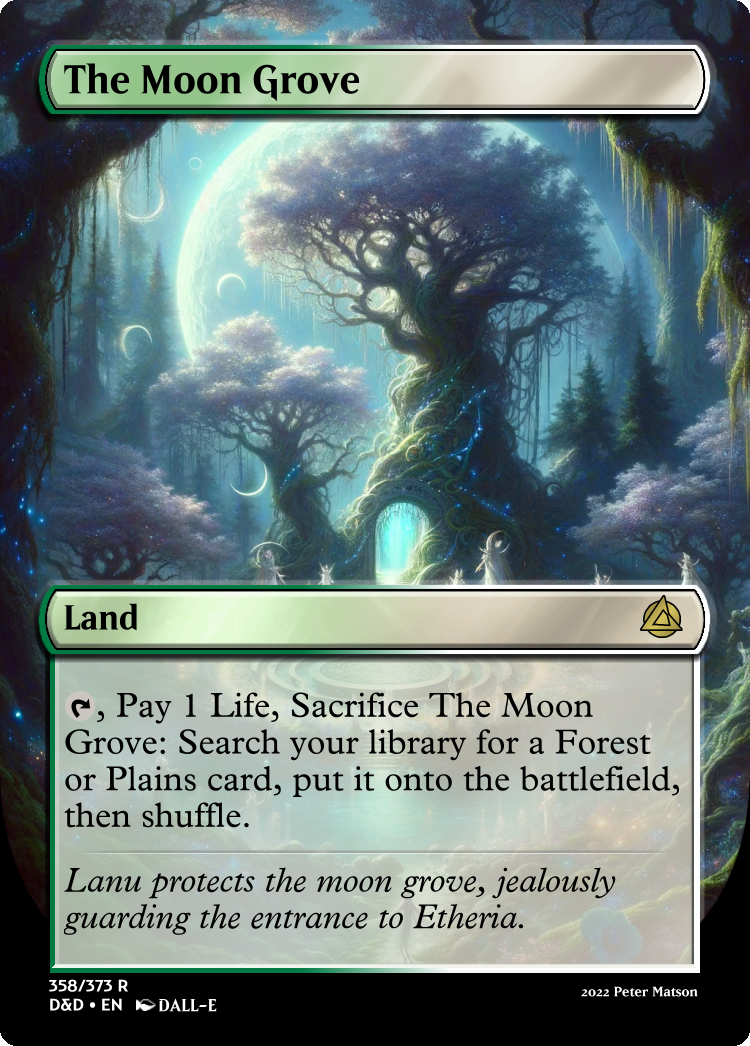 The Moon Grove
Land
, Pay 1 Life, Sacrifice The Moon
Grove: Search your library for a Forest
or Plains card, put it onto the battlefield,
then shuffle.
Lanu protects the moon grove, jealously
guarding the entrance to Etheria.
358/373 R
D&D • EN DALL-E
2022 Peter Matson